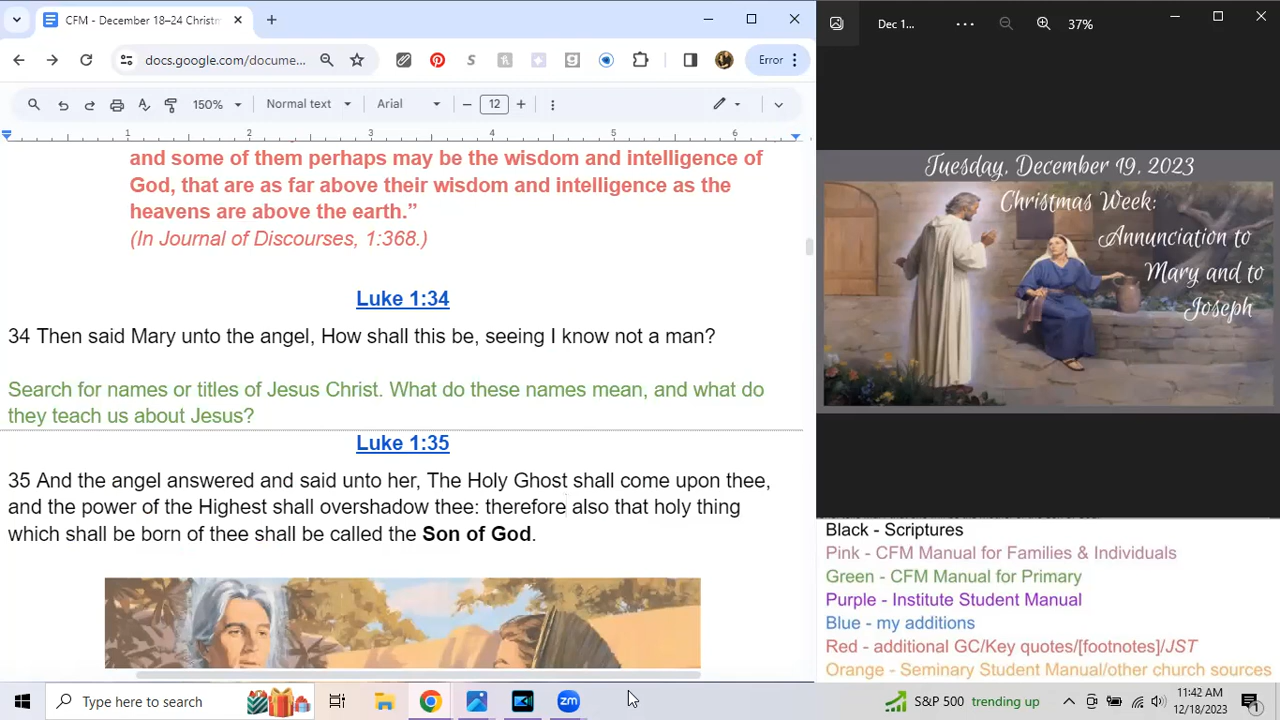 CFM - December 18–24 Christm
docs.google.com/docume...
Error
150%
Normal text
Arial
12
1 2 3 4 5 6
and some of them perhaps may be the wisdom and intelligence of
God, that are as far above their wisdom and intelligence as the
heavens are above the earth.”
(In Journal of Discourses, 1:368.)
Luke 1:34
34 Then said Mary unto the angel, How shall this be, seeing I know not a man?
Search for names or titles of Jesus Christ. What do these names mean, and what do
they teach us about Jesus?
Luke 1:35
35 And the angel answered and said unto her, The Holy Ghost shall come upon thee,
and the power of the Highest shall overshadow thee: therefore also that holy thing
which shall be born of thee shall be called the Son of God.
Dec 1...
37%
Tuesday, December 19, 2023
Christmas Week:
Annunciation to
Mary and to
Joseph
Black - Scriptures
Pink - CFM Manual for Families & Individuals
Green - CFM Manual for Primary
Purple - Institute Student Manual
Blue - my additions
Red - additional GC/Key quotes/[footnotes]/JST
Orange - Seminary Student Manual/other church sources
Type here to search
zm
S&P 500 trending up
11:42 AM
12/18/2023
1